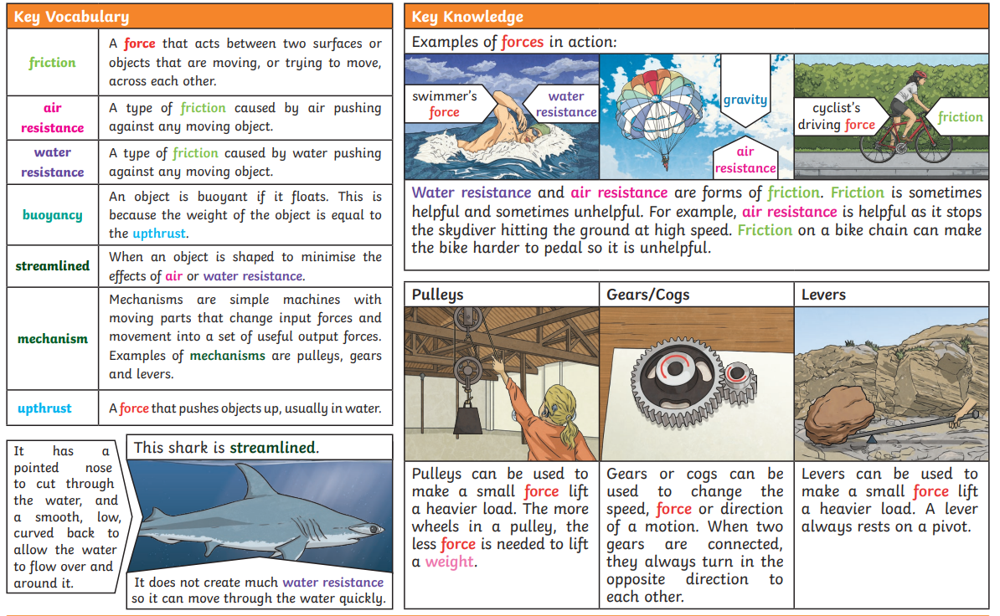 Key Vocabulary
friction
A force that acts between two surfaces or
objects that are moving, or trying to move,
across each other.
air
resistance
A type of friction caused by air pushing
against any moving object.
water
resistance
A type of friction caused by water pushing
against any moving object.
buoyancy
An object is buoyant if it floats. This is
because the weight of the object is equal to
the upthrust.
streamlined
When an object is shaped to minimise the
effects of air or water resistance.
mechanism
Mechanisms are simple machines with
moving parts that change input forces and
movement into a set of useful output forces.
Examples of mechanisms are pulleys, gears
and levers.
upthrust
A force that pushes objects up, usually in water.
It has a
pointed nose
to cut through
the water, and
a smooth, low,
curved back to
allow the water
to flow over and
around it.
This shark is streamlined.
It does not create much water resistance
so it can move through the water quickly.
Key Knowledge
Examples of forces in action:
swimmer's
force
water
resistance
gravity
air
resistance
cyclist's
driving force
friction
Water resistance and air resistance are forms of friction. Friction is sometimes
helpful and sometimes unhelpful. For example, air resistance is helpful as it stops
the skydiver hitting the ground at high speed. Friction on a bike chain can make
the bike harder to pedal so it is unhelpful.
Pulleys
Pulleys can be used to
make a small force lift
a heavier load. The more
wheels in a pulley, the
less force is needed to lift
a weight.
Gears/Cogs
Gears or cogs can be
used to change the
speed, force or direction
of a motion. When two
gears are connected,
they always turn in the
opposite direction to
each other.
Levers
Levers can be used to
make a small force lift
a heavier load. A lever
always rests on a pivot.